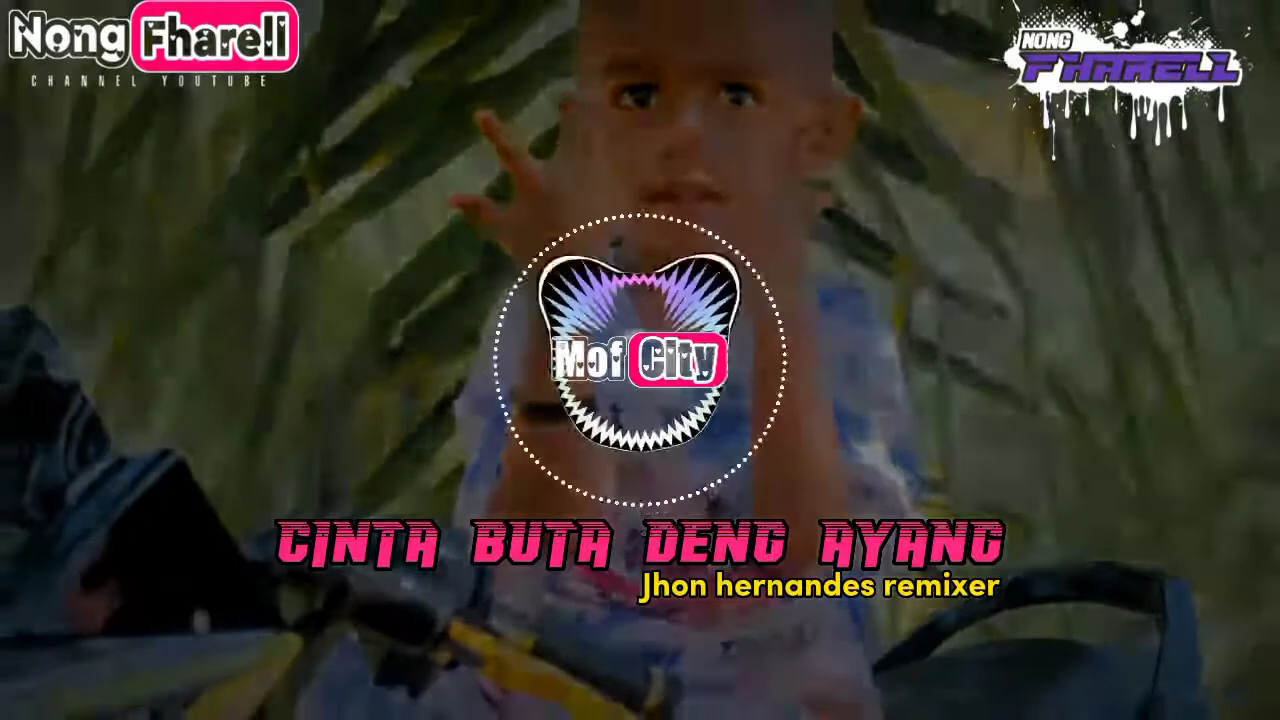 Nong Fharell
CHANNEL YOUTUBE
NONG
FHARELL
Mof City
CINTA BUTA DENG AYANG
Jhon hernandes remixer